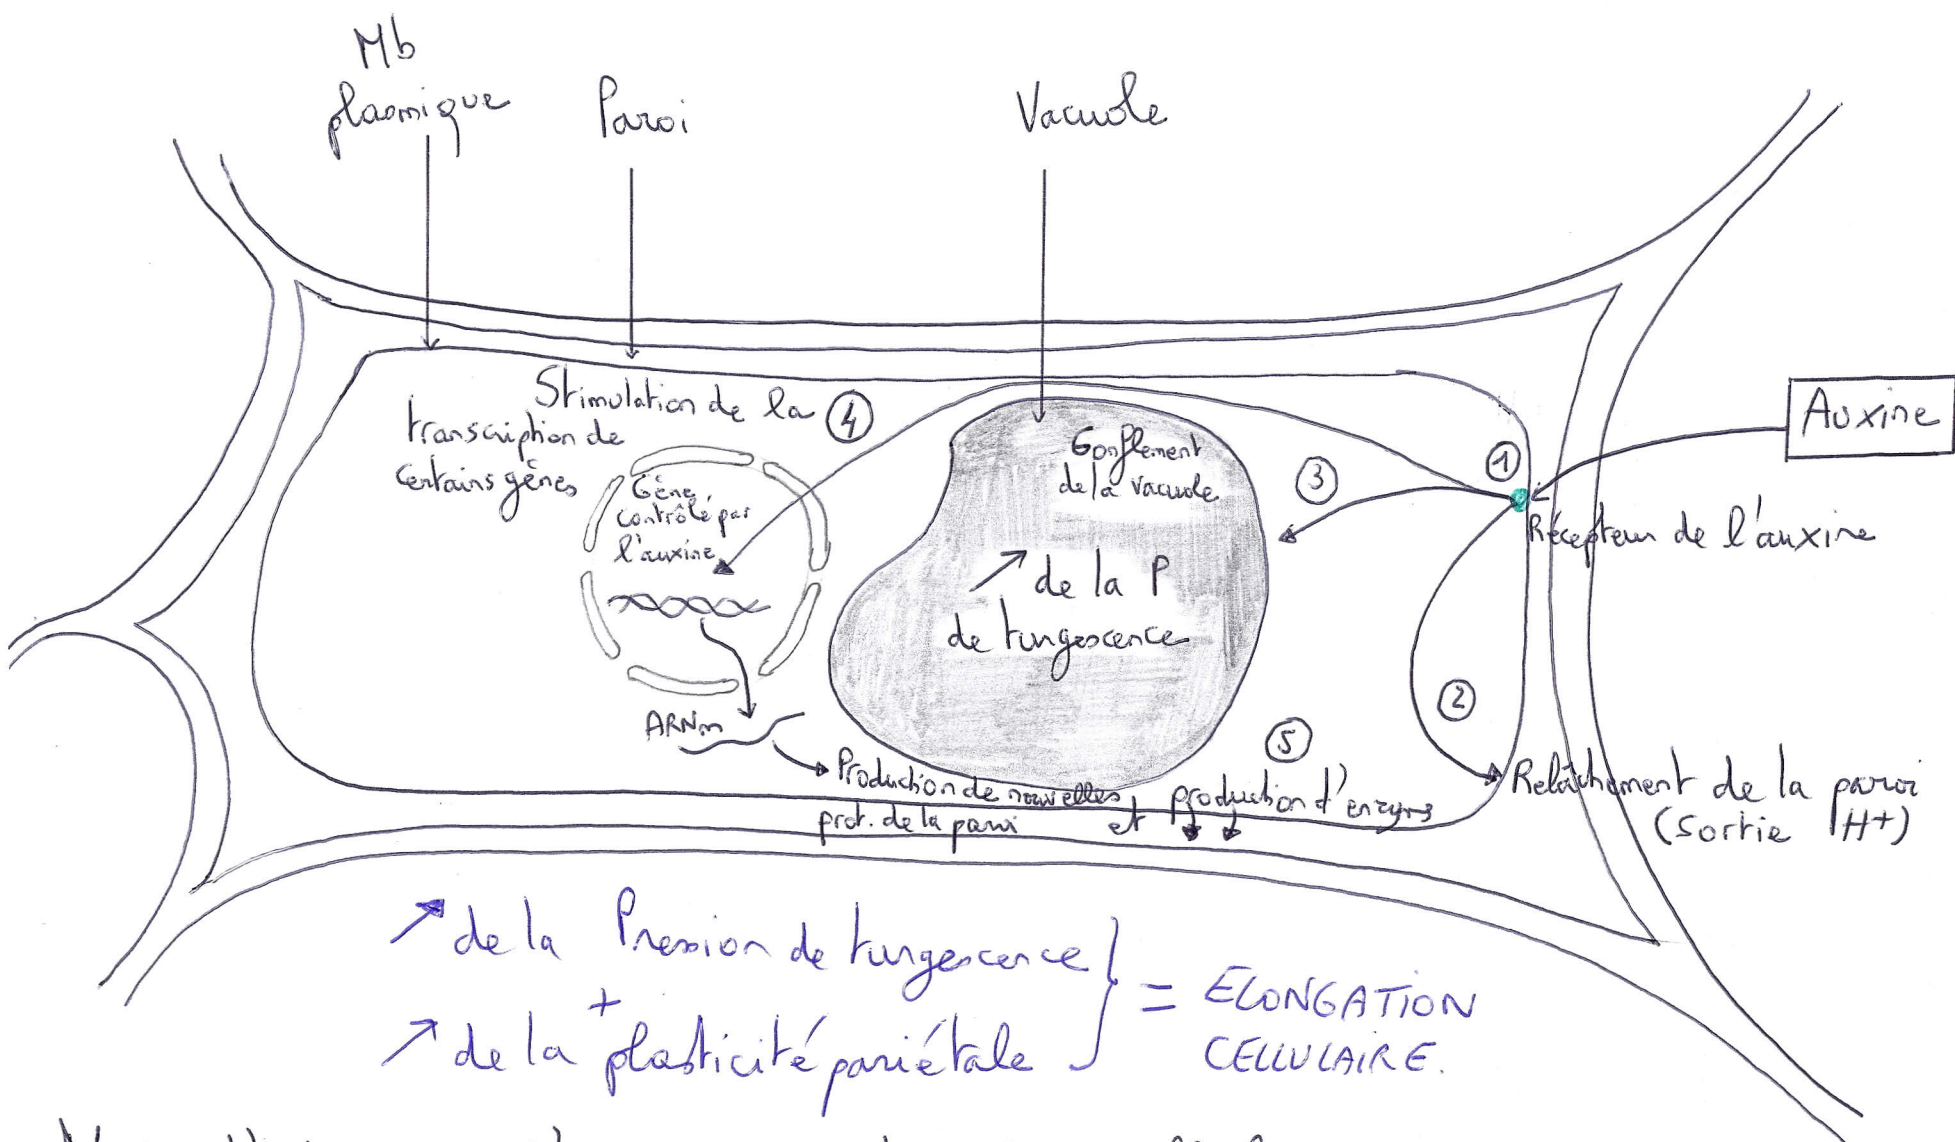 Mb
plasmique
Paroi
Vacuole
Auxine
Stimulation de la ④
transcription de
certains gènes
Gène
contrôlé par
l'auxine
Gonflement
de la vacuole
③
①
Récepteur de l'auxine
↗ de la P
de turgescence
②
ARNm
⑤
Production de nouvelles
prot. de la paroi
et production d'enzyms
Relâchement de la paroi
(Sortie H+)
↗ de la Pression de turgescence
+
↗ de la plasticité pariétale
= ELONGATION
CELLULAIRE.